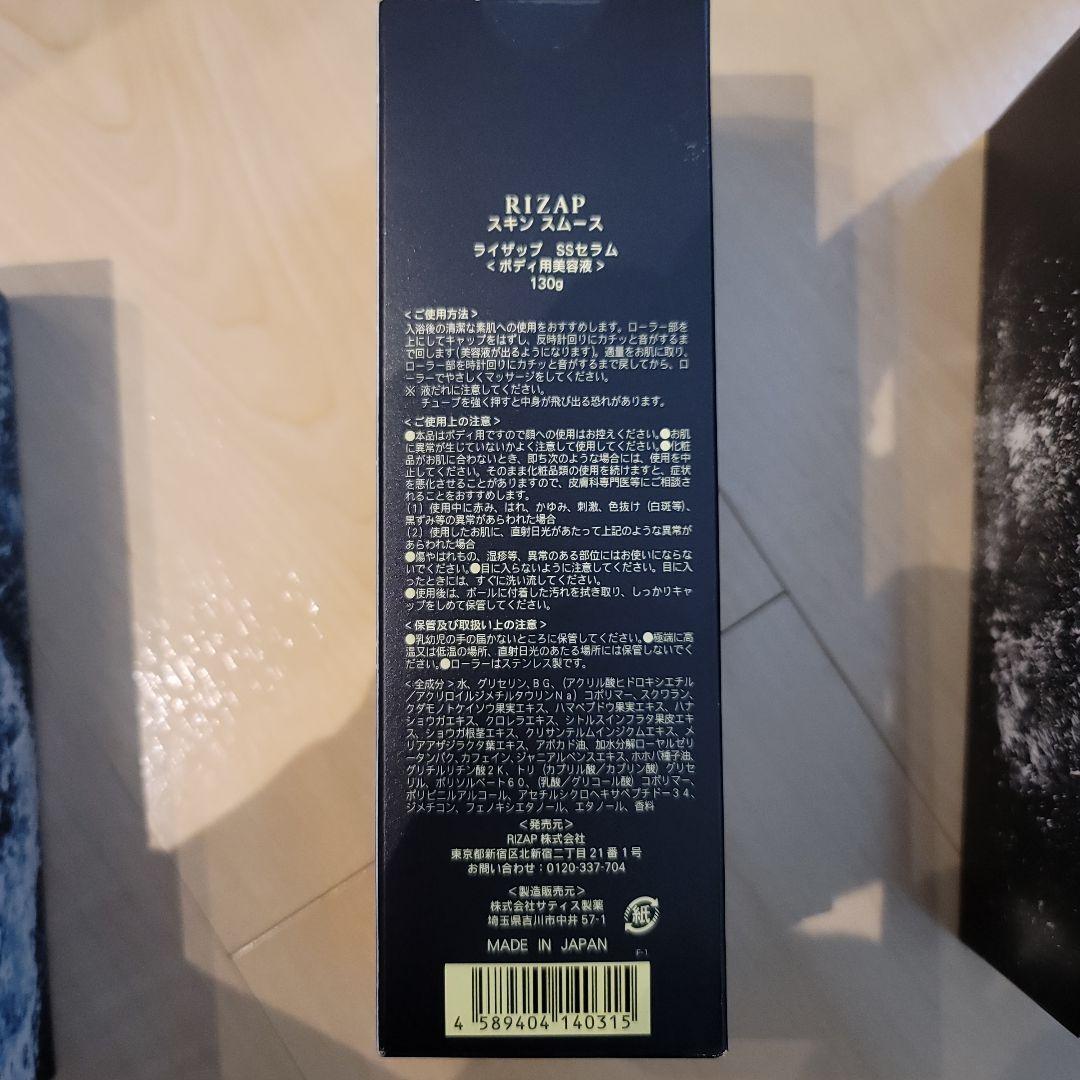 RIZAP
スキン スムース
ライザップ SSセラム
<ボディ用美容液>
130g
<ご使用方法>
入浴後の清潔な素肌への使用をおすすめします。ローラー部を
上にしてキャップをはずし、反時計回りにカチッと音がするま
で回します(美容液が出るようになります)。適量をお肌に取り、
ローラー部を時計回りにカチッと音がするまで戻してから、ロ
ーラーでやさしくマッサージをしてください。
※ 液だれに注意してください。
チューブを強く押すと中身が飛び出る恐れがあります。
<ご使用上の注意>
●本品はボディ用ですので顔への使用はお控えください。●お肌
に異常が生じていないかよく注意して使用してください。●化粧
品がお肌に合わないとき、即ち次のような場合には、使用を中
止してください。そのまま化粧品類の使用を続けますと、症状
を悪化させることがありますので、皮膚科専門医等にご相談さ
れることをおすすめします。
(1) 使用中に赤み、はれ、かゆみ、刺激、色抜け(白斑等)、
黒ずみ等の異常があらわれた場合
(2) 使用したお肌に、直射日光があたって上記のような異常が
あらわれた場合
●傷やはれもの、湿疹等、異常のある部位にはお使いにならな
いでください。●目に入らないように注意してください。目に入
ったときには、すぐに洗い流してください。
●使用後は、ボールに付着した汚れを拭き取り、しっかりキャ
ップをしめて保管してください。
<保管及び取扱い上の注意>
●乳幼児の手の届かないところに保管してください。●極端に高
温又は低温の場所、直射日光のあたる場所には保管しないでく
ださい。●ローラーはステンレス製です。
<全成分>水、グリセリン、BG、(アクリル酸ヒドロキシエチル
/アクリロイルジメチルタウリンNa)コポリマー、スクワラン、
クダモノトケイソウ果実エキス、ハマベブドウ果実エキス、ハナ
ショウガエキス、クロレラエキス、シトルスインフラタ果皮エキ
ス、ショウガ根茎エキス、クリサンテルムインジクムエキス、メ
リアアザジラクタ葉エキス、アボカド油、加水分解ローヤルゼリ
ータンパク、カフェイン、ジャニアルベンスエキス、ホホバ種子油、
グリチルリチン酸2K、トリ(カプリル酸/カプリン酸)グリセ
リル、ポリソルベート60、(乳酸/グリコール酸)コポリマー、
ポリビニルアルコール、アセチルシクロヘキサペプチドー34、
ジメチコン、フェノキシエタノール、エタノール、香料
<発売元>
RIZAP 株式会社
東京都新宿区北新宿二丁目21番1号
お問い合わせ：0120-337-704
<製造販売元>
株式会社サティス製薬
埼玉県吉川市中井 57-1
紙
MADE IN JAPAN
F-1
4 589404 140315